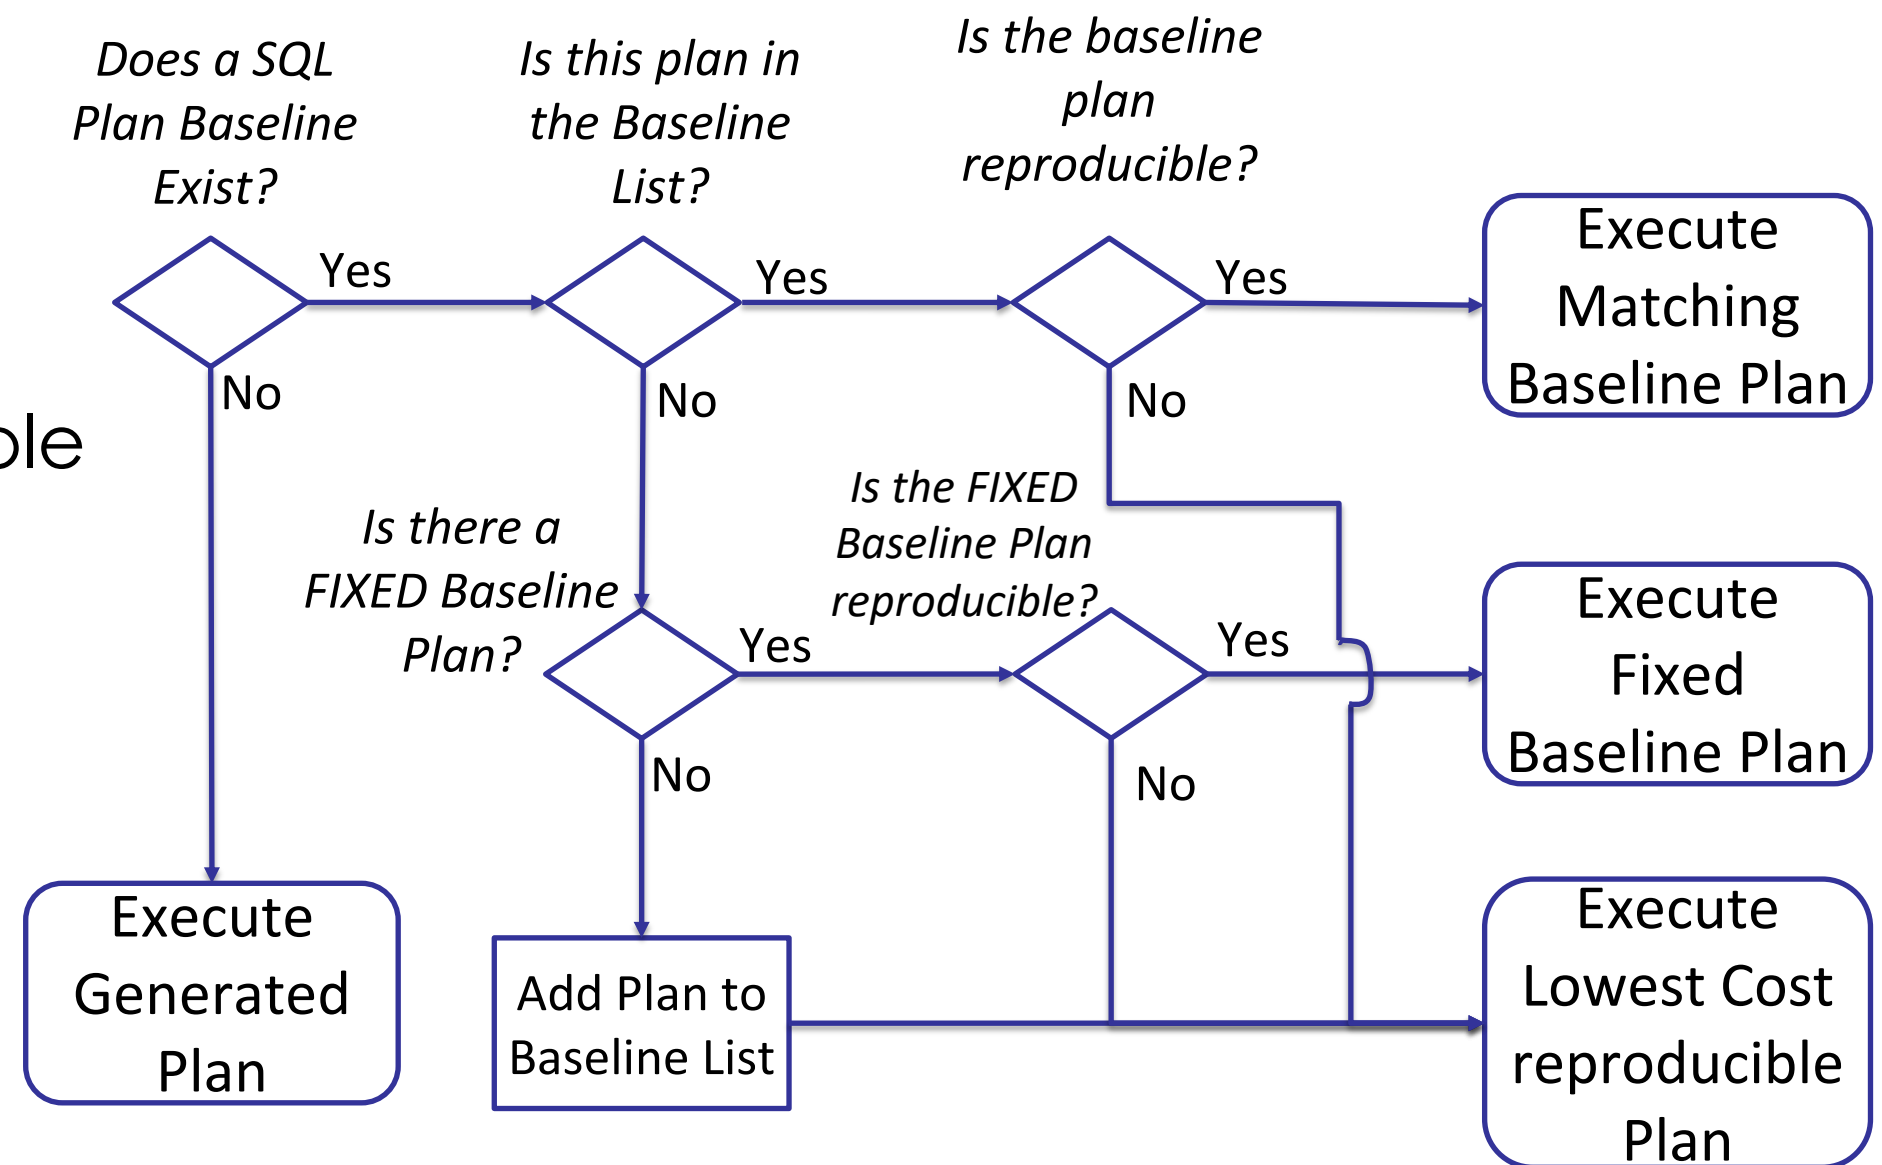 Does a SQL
Plan Baseline
Exist?
Is this plan in
the Baseline
List?
Is the baseline
plan
reproducible?
Yes
Yes
Yes
Execute
Matching
Baseline Plan
No
No
No
ole
Is there a
FIXED Baseline
Plan?
Is the FIXED
Baseline Plan
reproducible?
Yes
Yes
Execute
Fixed
Baseline Plan
No
No
Execute
Generated
Plan
Add Plan to
Baseline List
Execute
Lowest Cost
reproducible
Plan